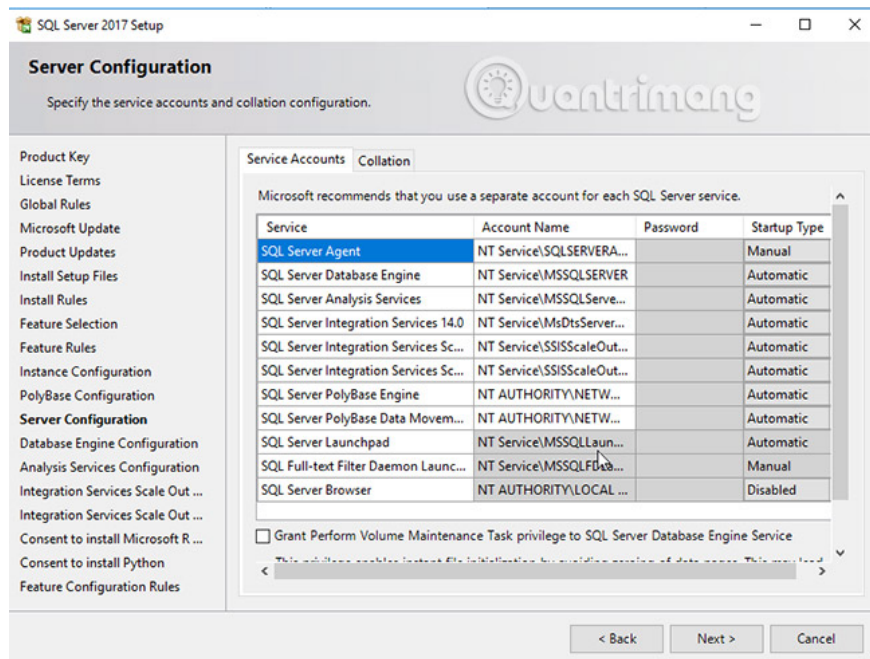 SQL Server 2017 Setup
Server Configuration
Specify the service accounts and collation configuration.
Quantrimang
Product Key
License Terms
Global Rules
Microsoft Update
Product Updates
Install Setup Files
Install Rules
Feature Selection
Feature Rules
Instance Configuration
PolyBase Configuration
Server Configuration
Database Engine Configuration
Analysis Services Configuration
Integration Services Scale Out ...
Integration Services Scale Out ...
Consent to install Microsoft R ...
Consent to install Python
Feature Configuration Rules
Service Accounts Collation
Microsoft recommends that you use a separate account for each SQL Server service.
Service Account Name Password Startup Type
SQL Server Agent NT Service\SQLSERVERA... Manual
SQL Server Database Engine NT Service\MSSQLSERVER Automatic
SQL Server Analysis Services NT Service\MSSQLServe... Automatic
SQL Server Integration Services 14.0 NT Service\MsDtsServer... Automatic
SQL Server Integration Services Sc... NT Service\SSISScaleOut... Automatic
SQL Server Integration Services Sc... NT Service\SSISScaleOut... Automatic
SQL Server PolyBase Engine NT AUTHORITY\NETW... Automatic
SQL Server PolyBase Data Movem... NT AUTHORITY\NETW... Automatic
SQL Server Launchpad NT Service\MSSQLLaun... Automatic
SQL Full-text Filter Daemon Launc... Manual
SQL Server Browser NT AUTHORITY\LOCAL ... Disabled
Grant Perform Volume Maintenance Task privilege to SQL Server Database Engine Service
< Back Next > Cancel